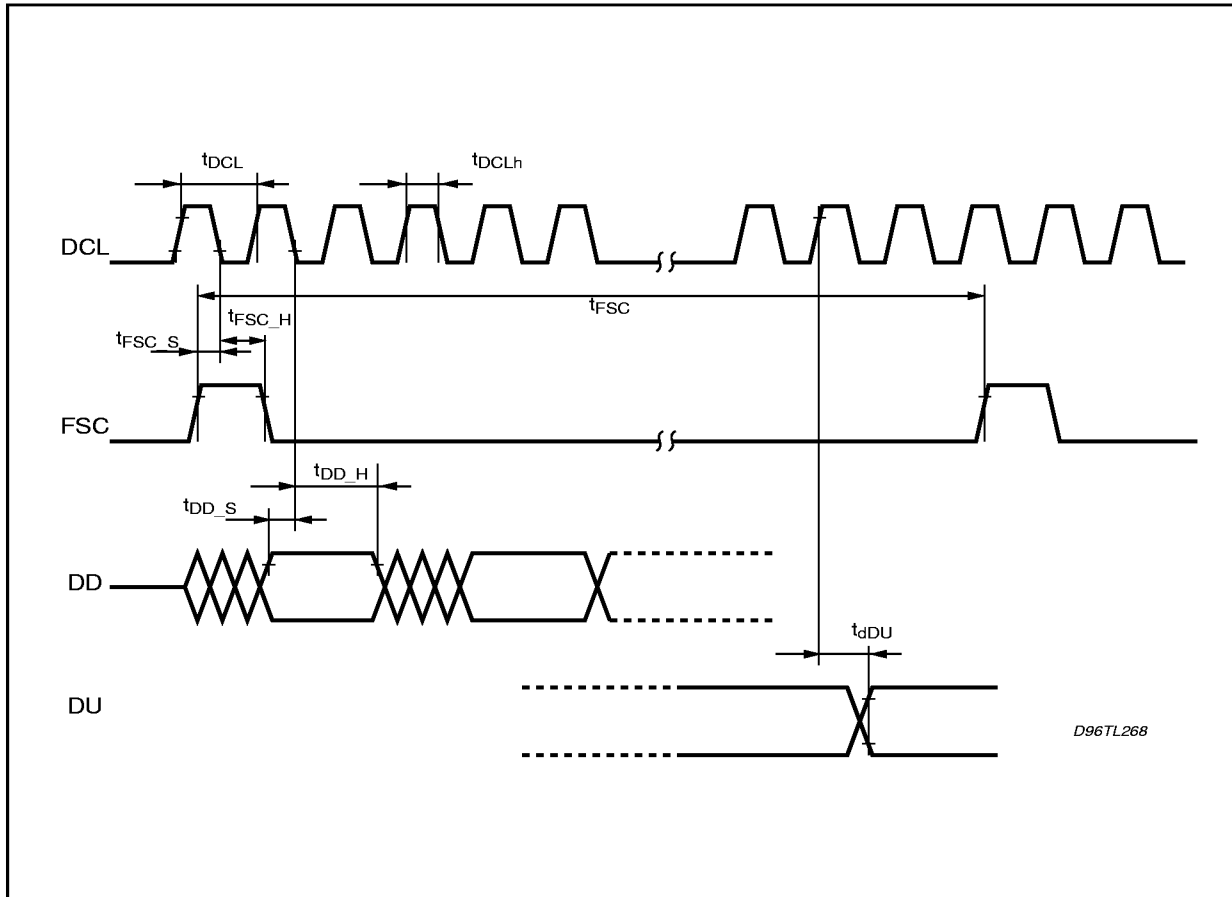 tDCL
tDCLh
DCL
tFSC
tFSC_H
tFSC_S
FSC
tDD_H
tDD_S
DD
tdDU
DU
D96TL268